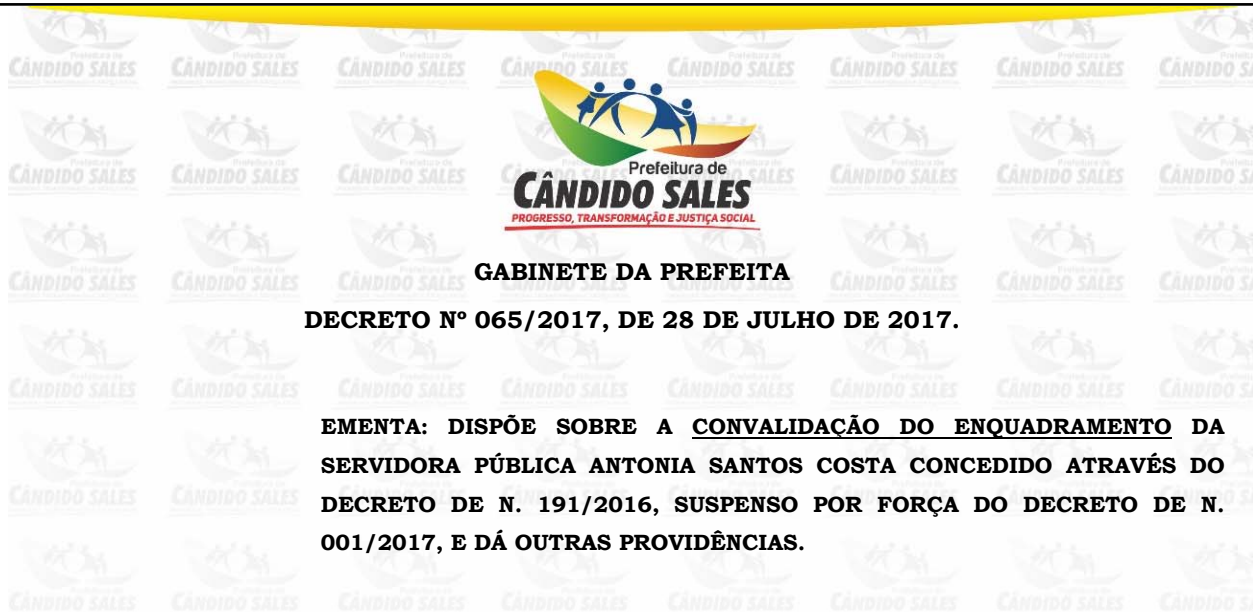 Prefeitura de
CÂNDIDO SALES
PROGRESSO, TRANSFORMAÇÃO E JUSTIÇA SOCIAL
GABINETE DA PREFEITA
DECRETO Nº 065/2017, DE 28 DE JULHO DE 2017.
EMENTA: DISPÕE SOBRE A CONVALIDAÇÃO DO ENQUADRAMENTO DA
SERVIDORA PÚBLICA ANTONIA SANTOS COSTA CONCEDIDO ATRAVÉS DO
DECRETO DE N. 191/2016, SUSPENSO POR FORÇA DO DECRETO DE N.
001/2017, E DÁ OUTRAS PROVIDÊNCIAS.